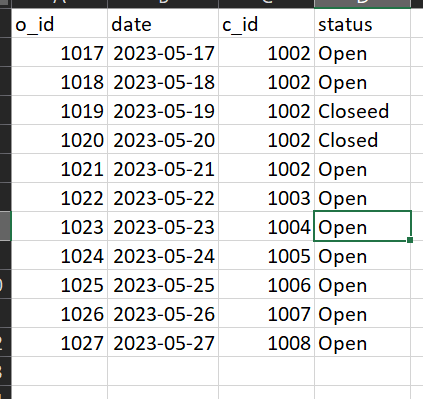 o_id date c_id status
1017 2023-05-17 1002 Open
1018 2023-05-18 1002 Open
1019 2023-05-19 1002 Closeed
1020 2023-05-20 1002 Closed
1021 2023-05-21 1002 Open
1022 2023-05-22 1003 Open
1023 2023-05-23 1004 Open
1024 2023-05-24 1005 Open
1025 2023-05-25 1006 Open
1026 2023-05-26 1007 Open
1027 2023-05-27 1008 Open